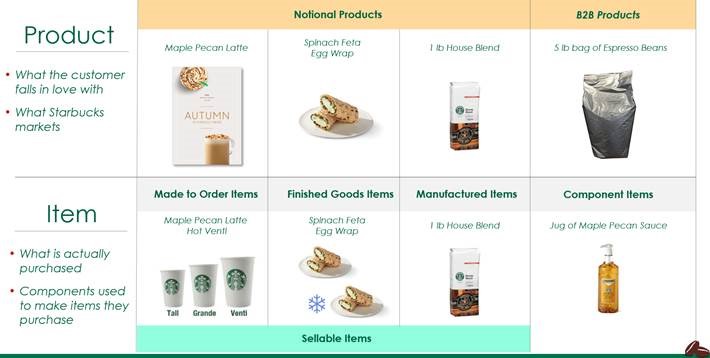 Notional Products
B2B Products
Product
• What the customer
falls in love with
• What Starbucks
markets
Maple Pecan Latte
Spinach Feta
Egg Wrap
1 lb House Blend
5 lb bag of Espresso Beans
AUTUMN
Item
• What is actually
purchased
• Components used
to make items they
purchase
Made to Order Items
Finished Goods Items
Manufactured Items
Component Items
Maple Pecan Latte
Hot Venti
Spinach Feta
Egg Wrap
1 lb House Blend
Jug of Maple Pecan Sauce
Tall
Grande
Venti
Sellable Items